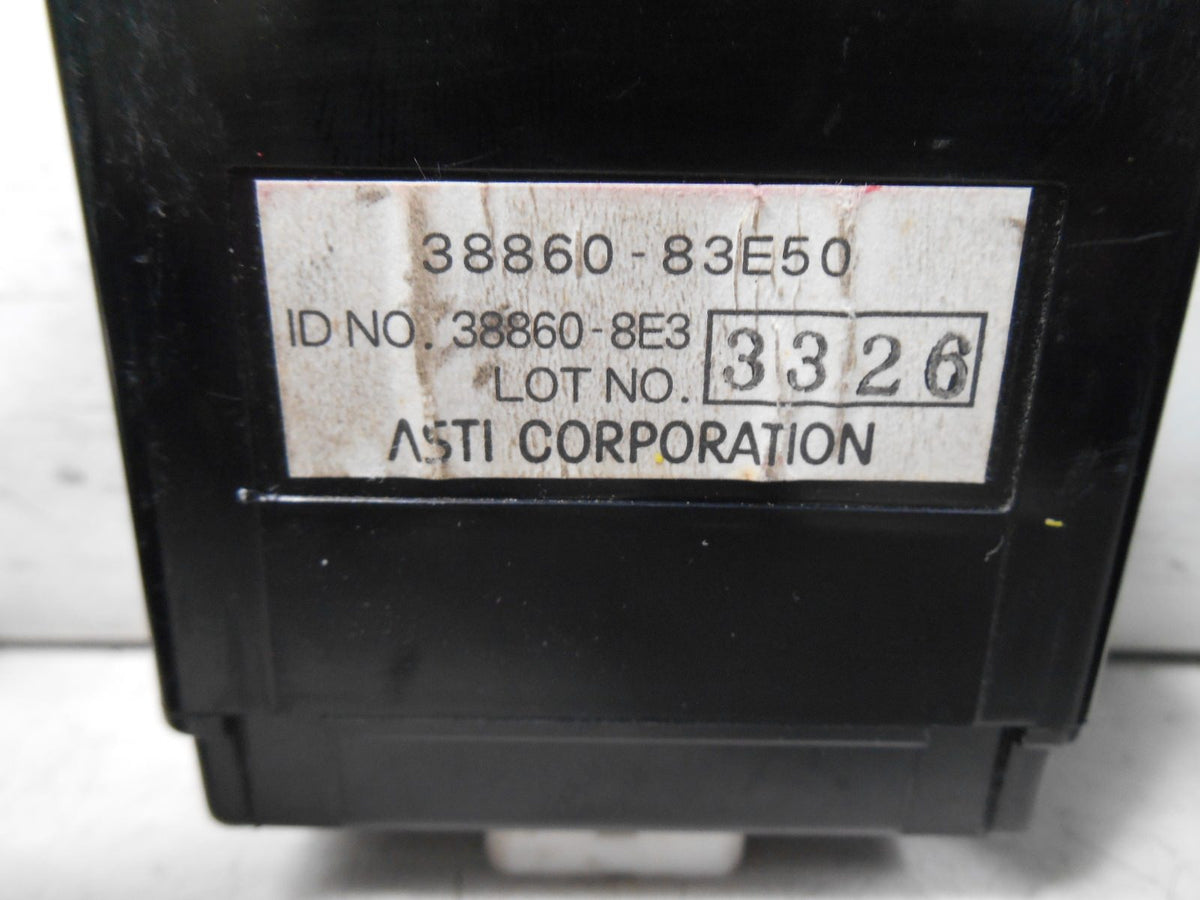 38860-83E50
ID NO. 38860-8E3
LOT NO. 3326
ASTI CORPORATION